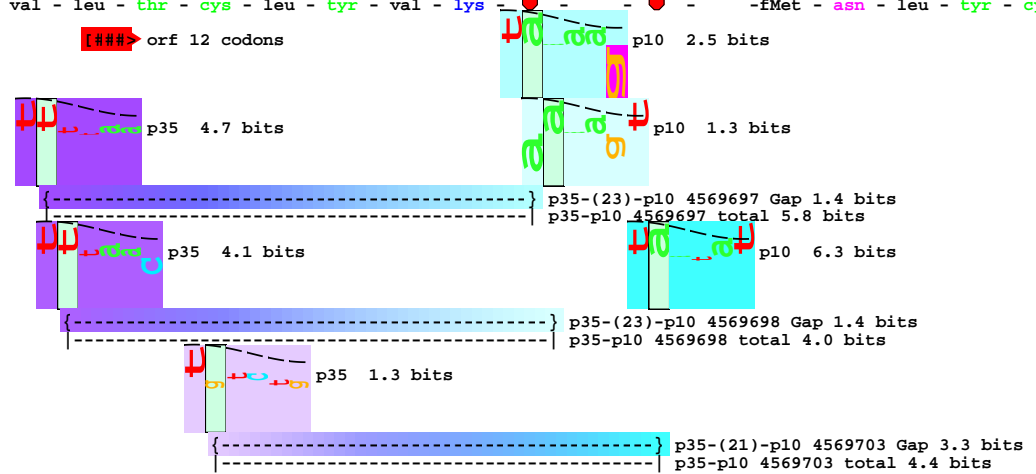 val - leu - thr - cys - leu - tyr - val - lys - - - - -fMet - asn - leu - tyr - cy
[###> orf 12 codons
p10 2.5 bits
p35 4.7 bits
p10 1.3 bits
{-----------------------------------------------} p35-(23)-p10 4569697 Gap 1.4 bits
|-----------------------------------------------| p35-p10 4569697 total 5.8 bits
p35 4.1 bits
p10 6.3 bits
{-----------------------------------------------} p35-(23)-p10 4569698 Gap 1.4 bits
|-----------------------------------------------| p35-p10 4569698 total 4.0 bits
p35 1.3 bits
{------------------------------------------} p35-(21)-p10 4569703 Gap 3.3 bits
|------------------------------------------| p35-p10 4569703 total 4.4 bits